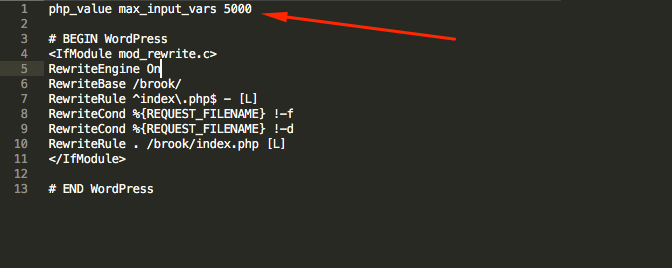 1 php_value max_input_vars 5000
2
3 # BEGIN WordPress
4 <IfModule mod_rewrite.c>
5 RewriteEngine On
6 RewriteBase /brook/
7 RewriteRule ^index\.php$ - [L]
8 RewriteCond %{REQUEST_FILENAME} !-f
9 RewriteCond %{REQUEST_FILENAME} !-d
10 RewriteRule . /brook/index.php [L]
11 </IfModule>
12
13 # END WordPress